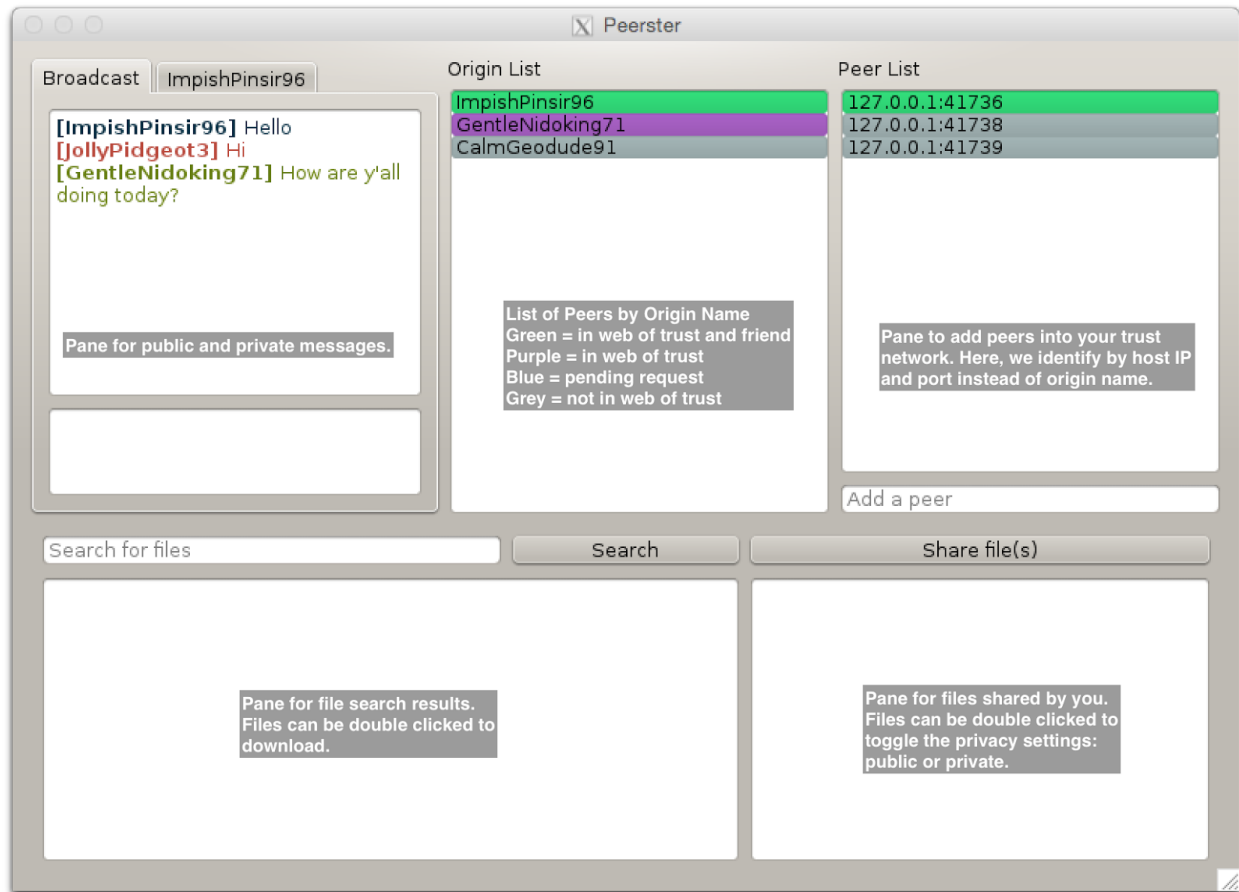 Peerster
Broadcast
ImpishPinsir96
[ImpishPinsir96] Hello
[JollyPidgeot3] Hi
[GentleNidoking71] How are y'all
doing today?
Pane for public and private messages.
Origin List
ImpishPinsir96
GentleNidoking71
CalmGeodude91
List of Peers by Origin Name
Green = in web of trust and friend
Purple = in web of trust
Blue = pending request
Grey = not in web of trust
Peer List
127.0.0.1:41736
127.0.0.1:41738
127.0.0.1:41739
Pane to add peers into your trust
network. Here, we identify by host IP
and port instead of origin name.
Add a peer
Search for files
Search
Share file(s)
Pane for file search results.
Files can be double clicked to
download.
Pane for files shared by you.
Files can be double clicked to
toggle the privacy settings:
public or private.